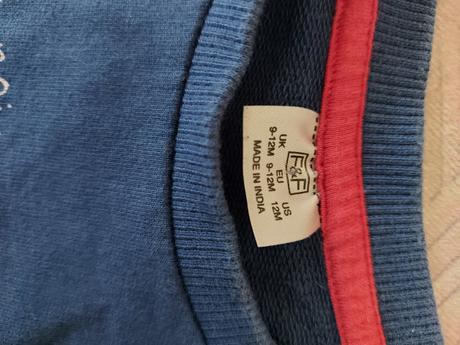 F&F
UK EU US
9-12M 9-12M 12M
MADE IN INDIA